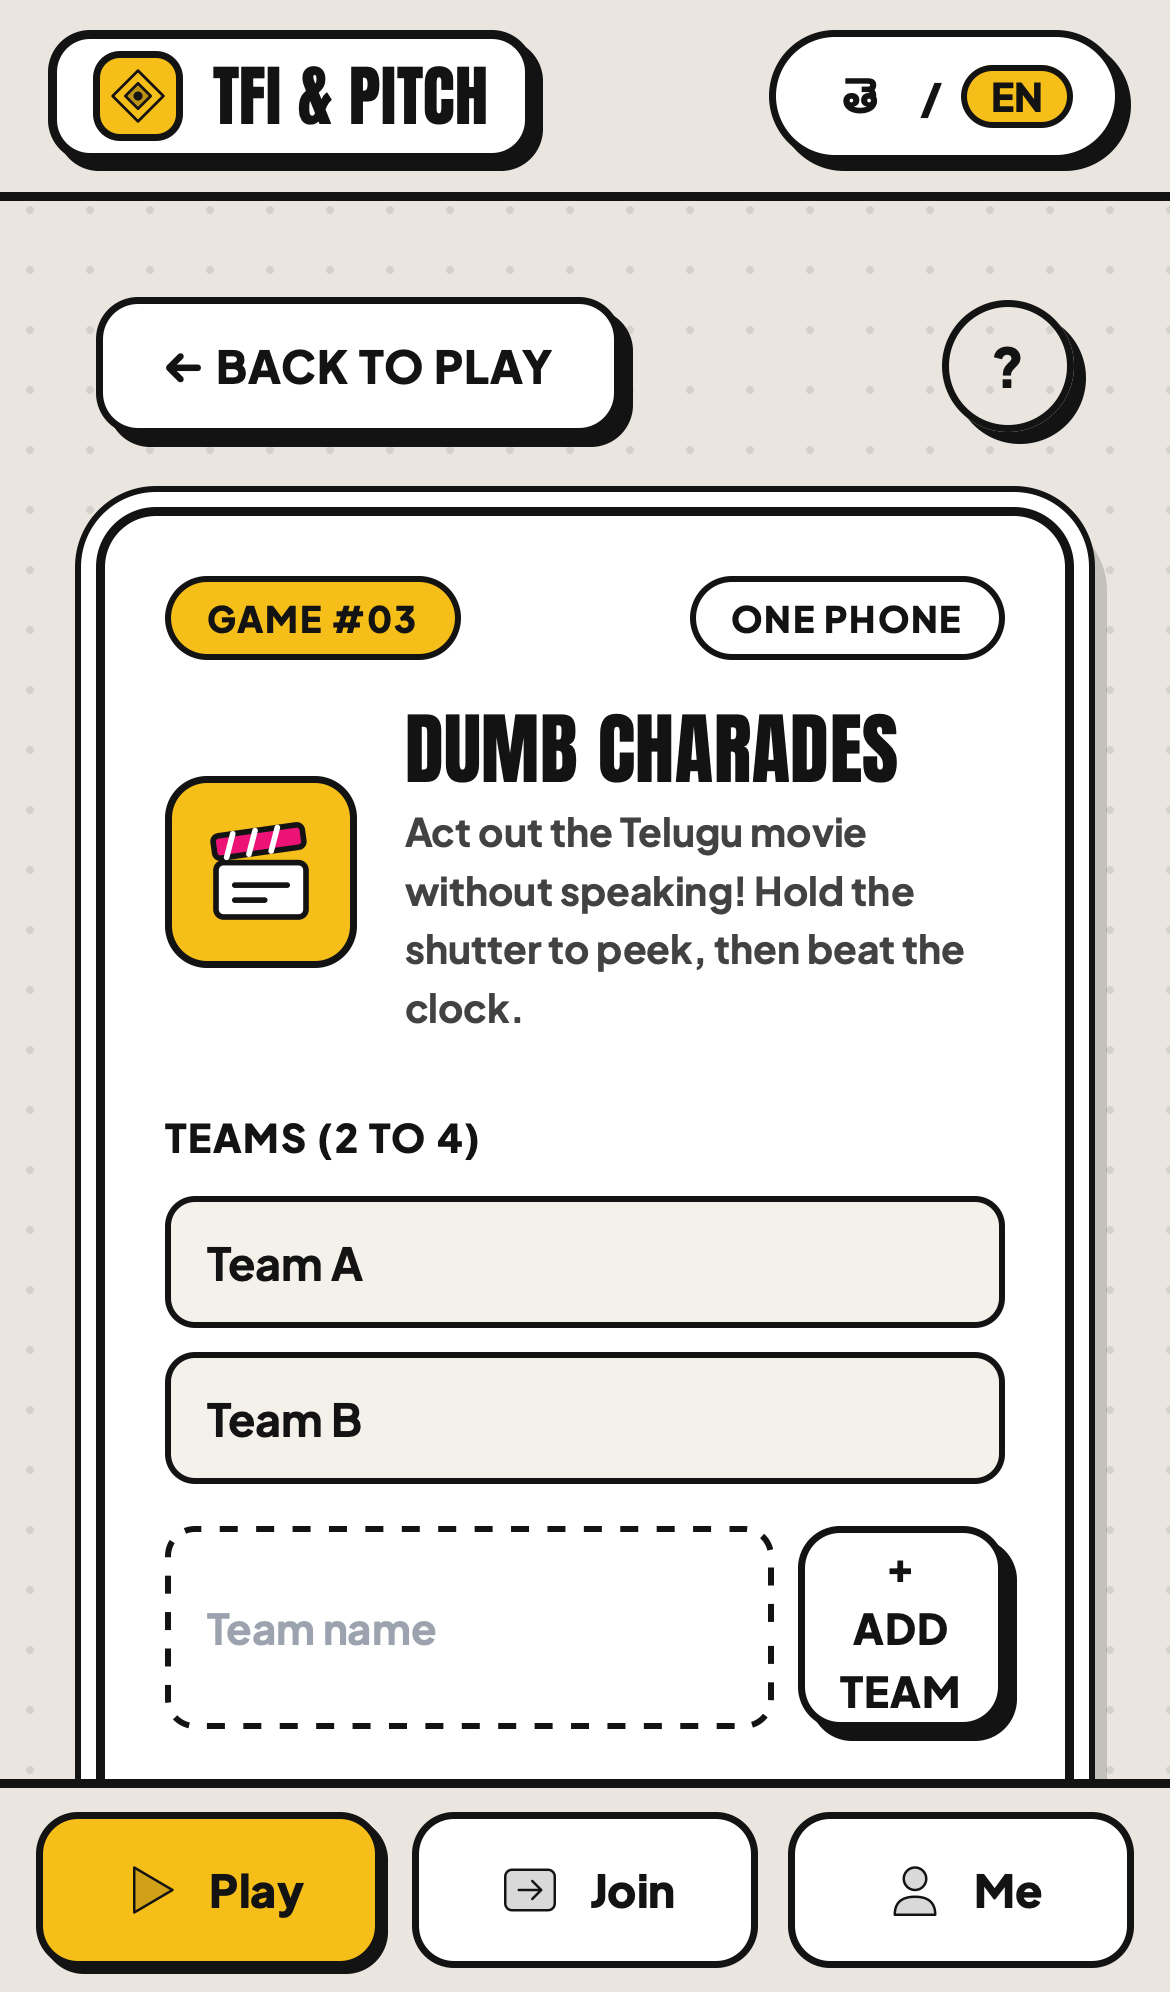 TFI & PITCH
తె / EN
← BACK TO PLAY
?
GAME #03
ONE PHONE
DUMB CHARADES
Act out the Telugu movie
without speaking! Hold the
shutter to peek, then beat the
clock.
TEAMS (2 TO 4)
Team A
Team B
Team name
+
ADD
TEAM
Play
Join
Me